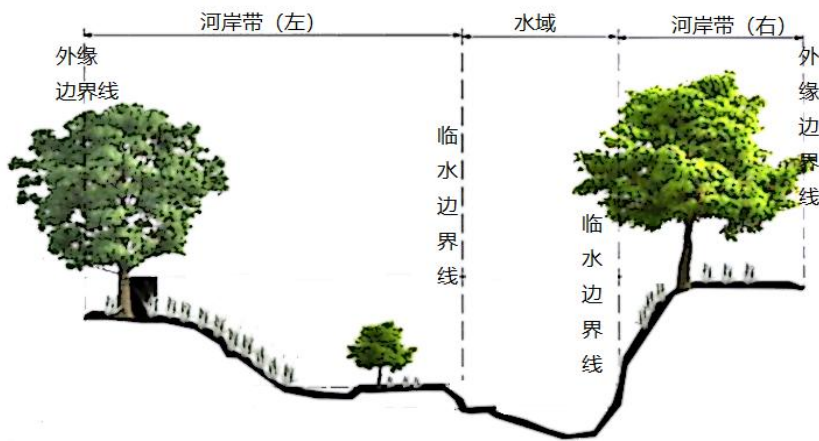 河岸带（左）
水域
河岸带（右）
外缘
边界线
临水边界线
临水边界线
外缘边界线